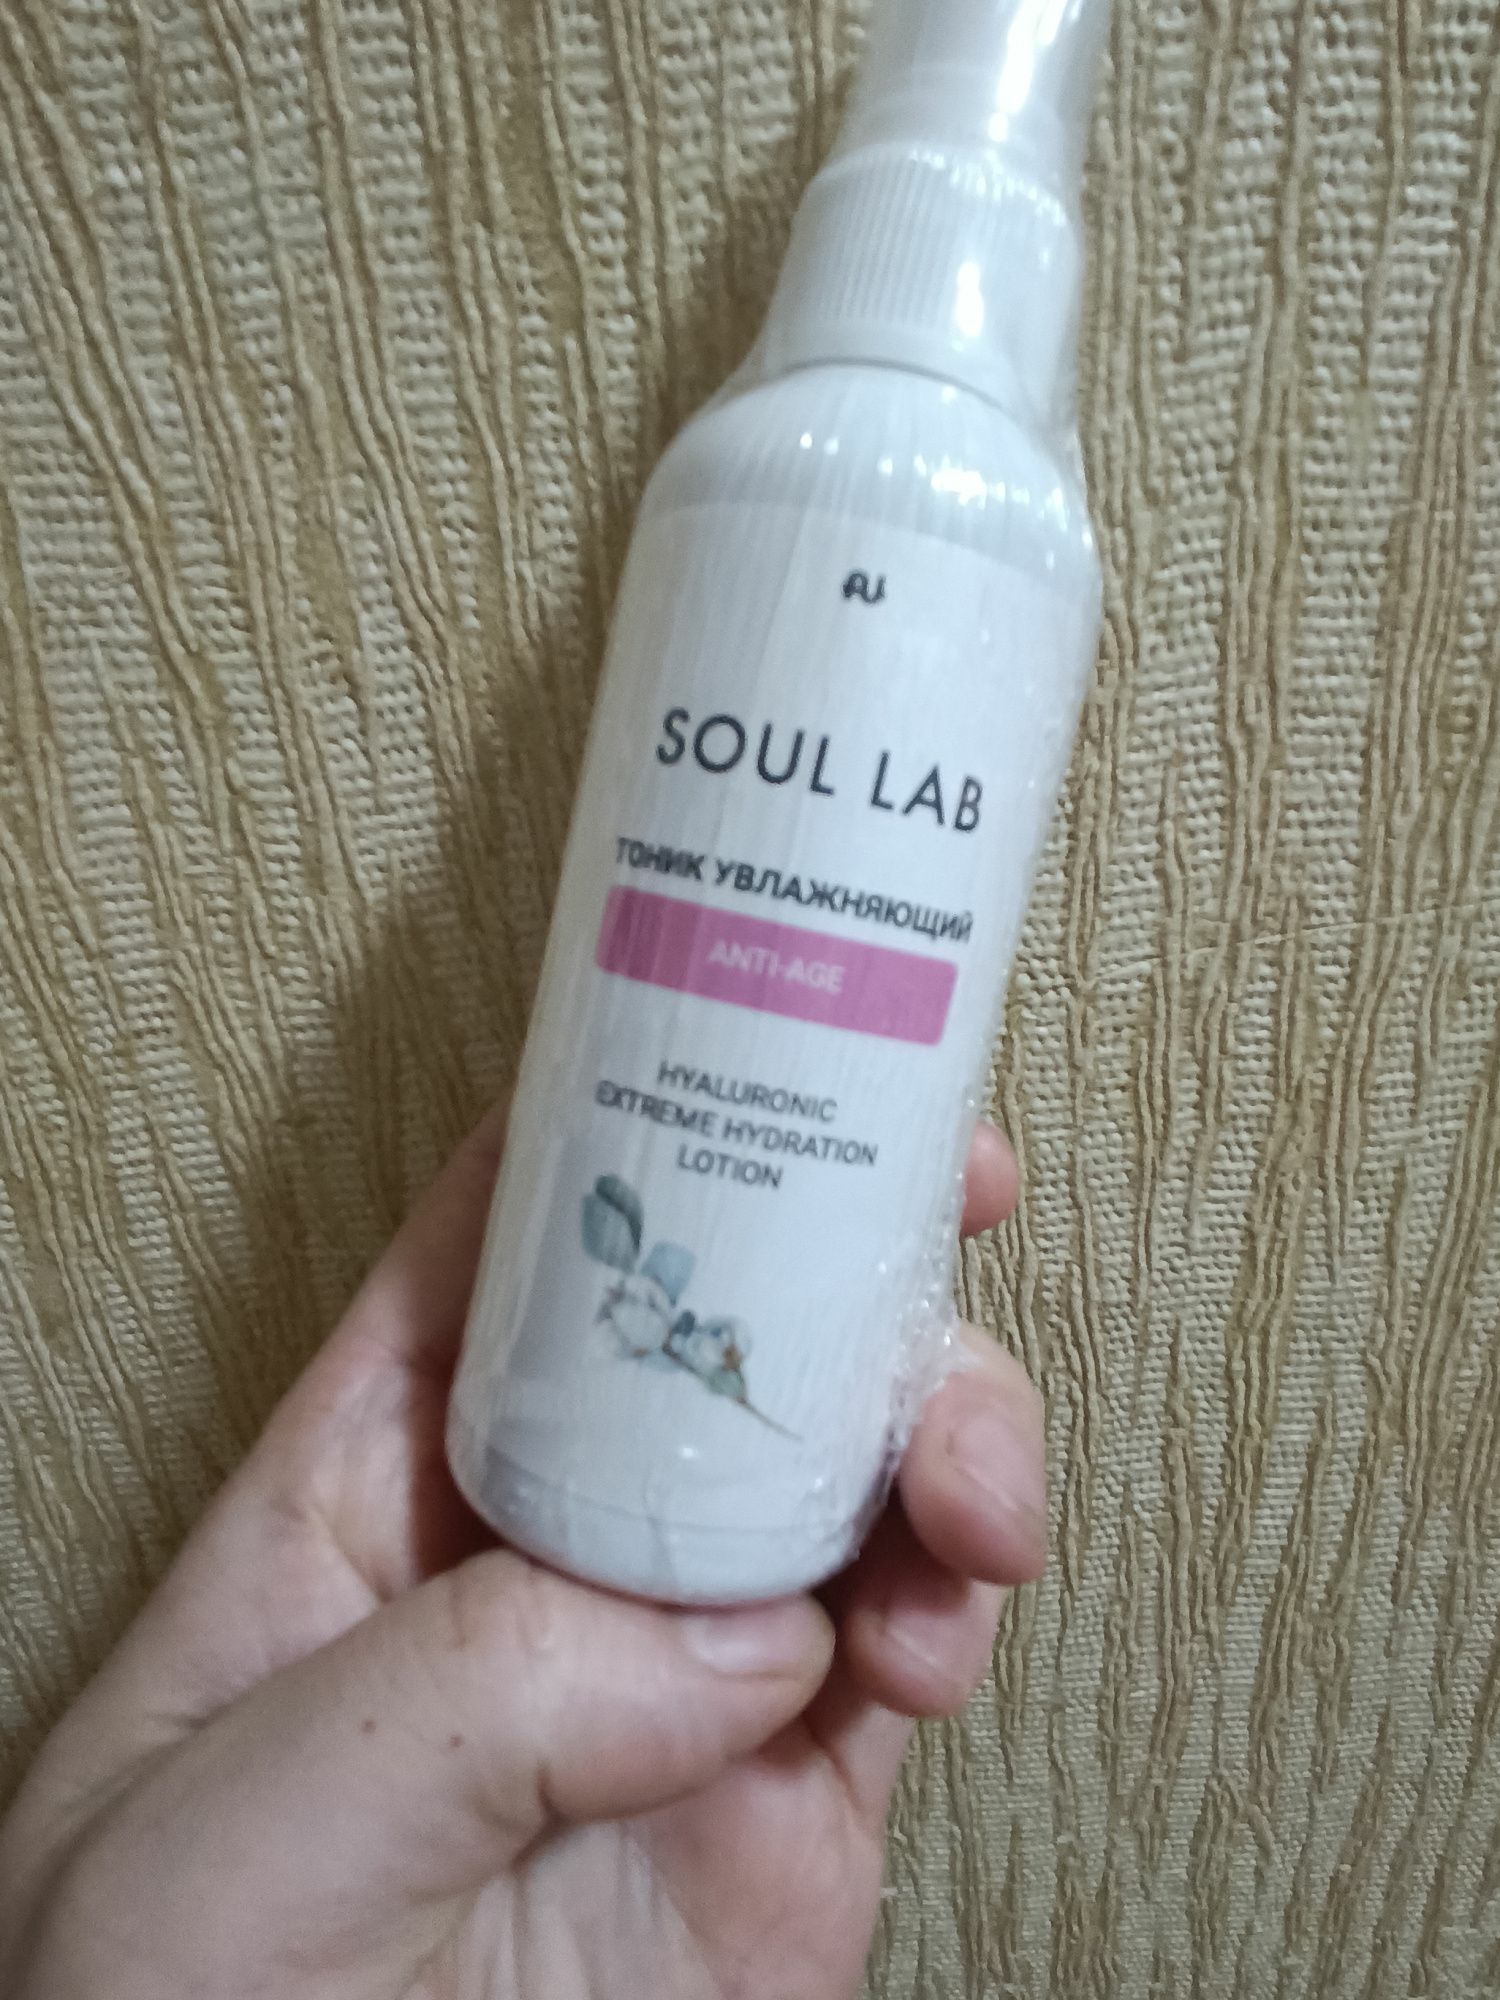 SOUL LAB
ТОНИК УВЛАЖНЯЮЩИЙ
ANTI-AGE
HYALURONIC
EXTREME HYDRATION
LOTION